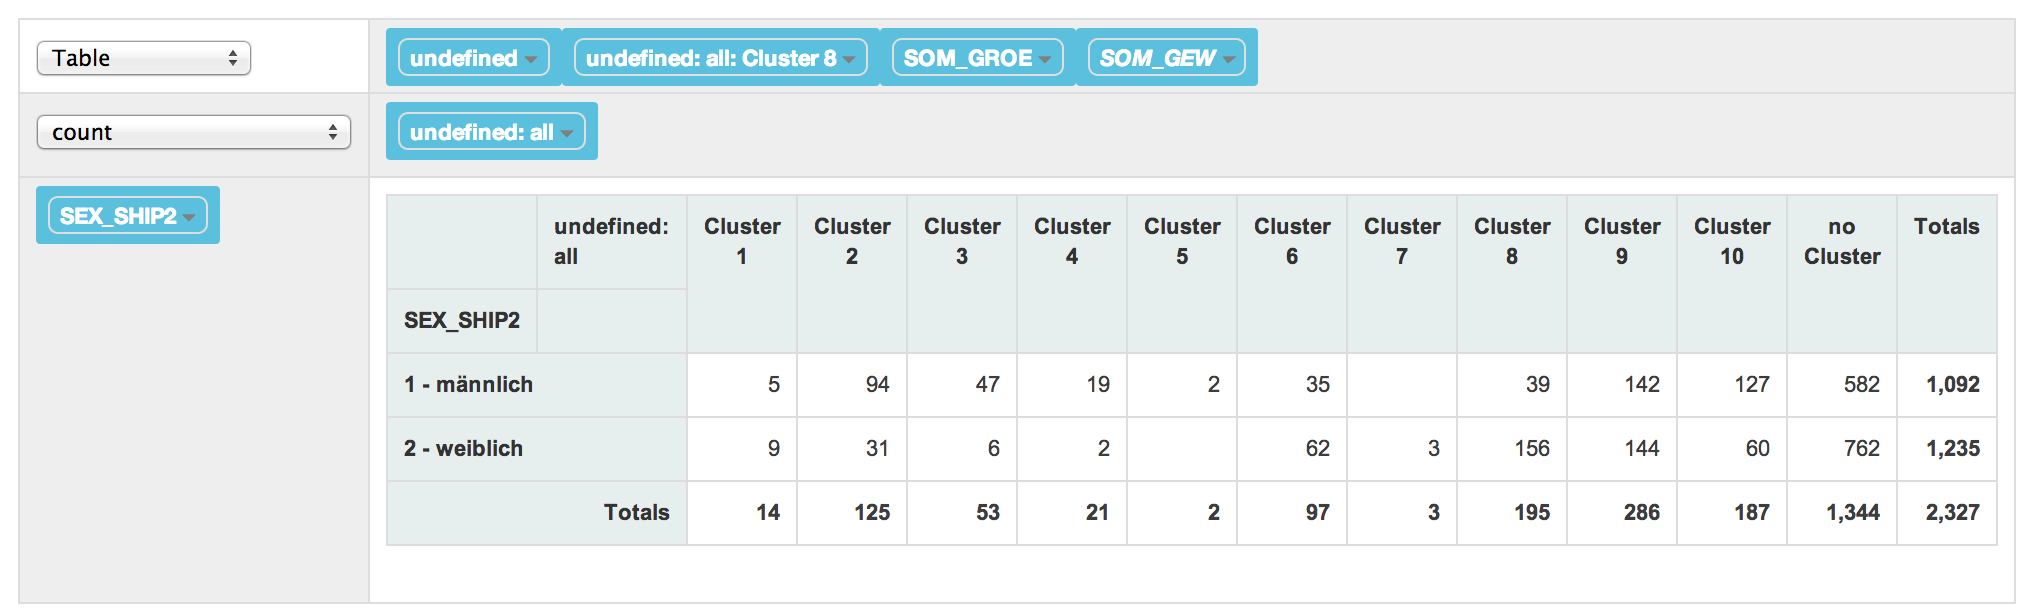 Table
undefined undefined: all: Cluster 8 SOM_GROE SOM_GEW
count
undefined: all
SEX_SHIP2
undefined: all Cluster 1 Cluster 2 Cluster 3 Cluster 4 Cluster 5 Cluster 6 Cluster 7 Cluster 8 Cluster 9 Cluster 10 no Cluster Totals
SEX_SHIP2
1 - männlich 5 94 47 19 2 35 39 142 127 582 1,092
2 - weiblich 9 31 6 2 62 3 156 144 60 762 1,235
Totals 14 125 53 21 2 97 3 195 286 187 1,344 2,327